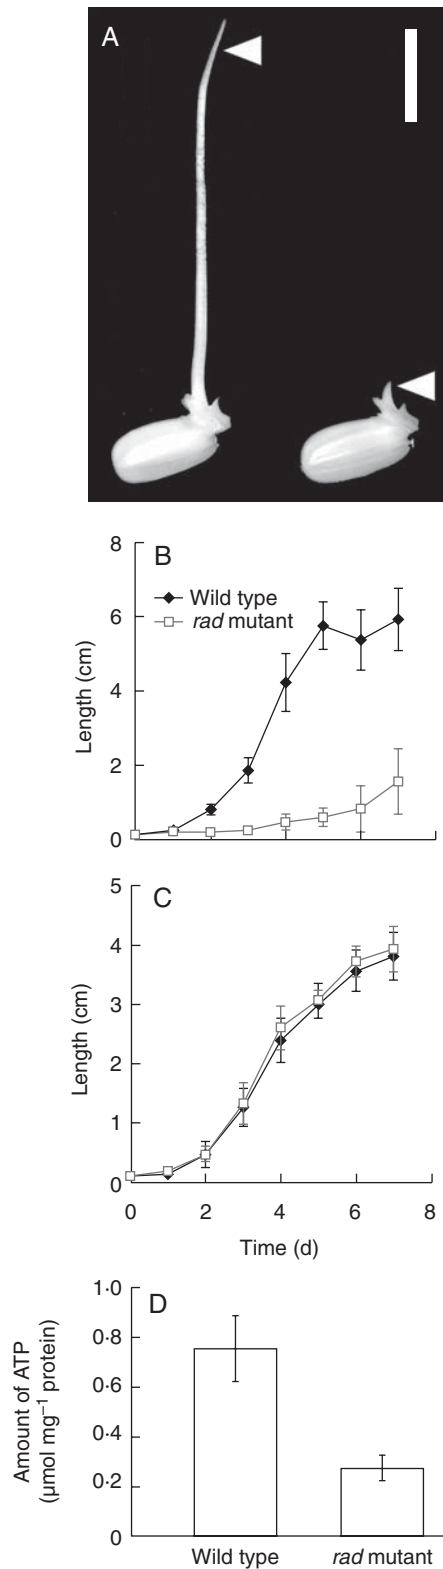 A
8
B
Wild type
rad mutant
6
4
2
0
Length (cm)
5
C
4
3
2
1
0
Length (cm)
0 2 4 6 8
Time (d)
1·0
D
0·8
0·6
0·4
0·2
0
Amount of ATP
(µmol mg⁻¹ protein)
Wild type rad mutant